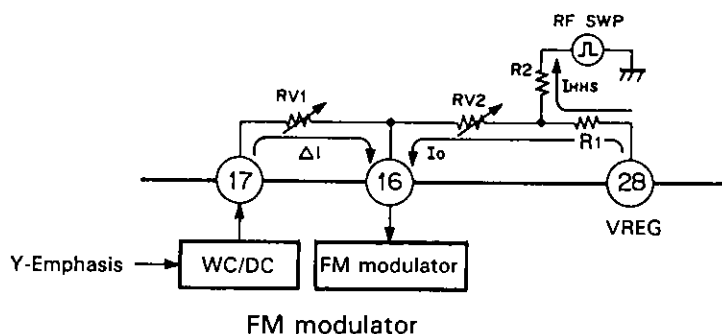 RF SWP
R2
IHHS
RV1
RV2
R1
ΔI
Io
17
16
28
VREG
Y-Emphasis
WC/DC
FM modulator
FM modulator